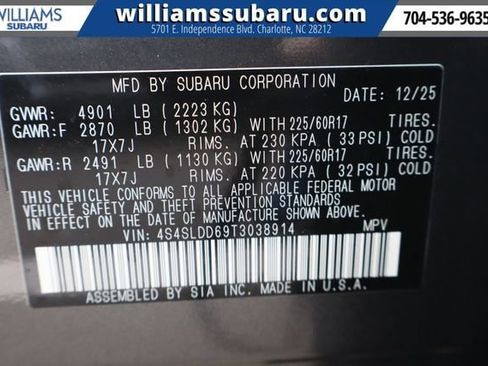 WILLIAMS
SUBARU
williamssubaru.com
5701 E. Independence Blvd. Charlotte, NC 28212
704-536-9635
MFD BY SUBARU CORPORATION
GVWR: 4901 LB (2223 KG) DATE: 12/25
GAWR:F 2870 LB (1302 KG) WITH 225/60R17 TIRES.
17X7J RIMS. AT 230 KPA (33 PSI) COLD
GAWR:R 2491 LB (1130 KG) WITH 225/60R17 TIRES.
17X7J RIMS. AT 220 KPA (32 PSI) COLD
THIS VEHICLE CONFORMS TO ALL APPLICABLE FEDERAL MOTOR
VEHICLE SAFETY AND THEFT PREVENTION STANDARDS IN
EFFECT ON THE DATE OF MANUFACTURE SHOWN ABOVE.
VIN: 4S4SLDD69T3038914 MPV
ASSEMBLED BY SIA INC. MADE IN U.S.A.